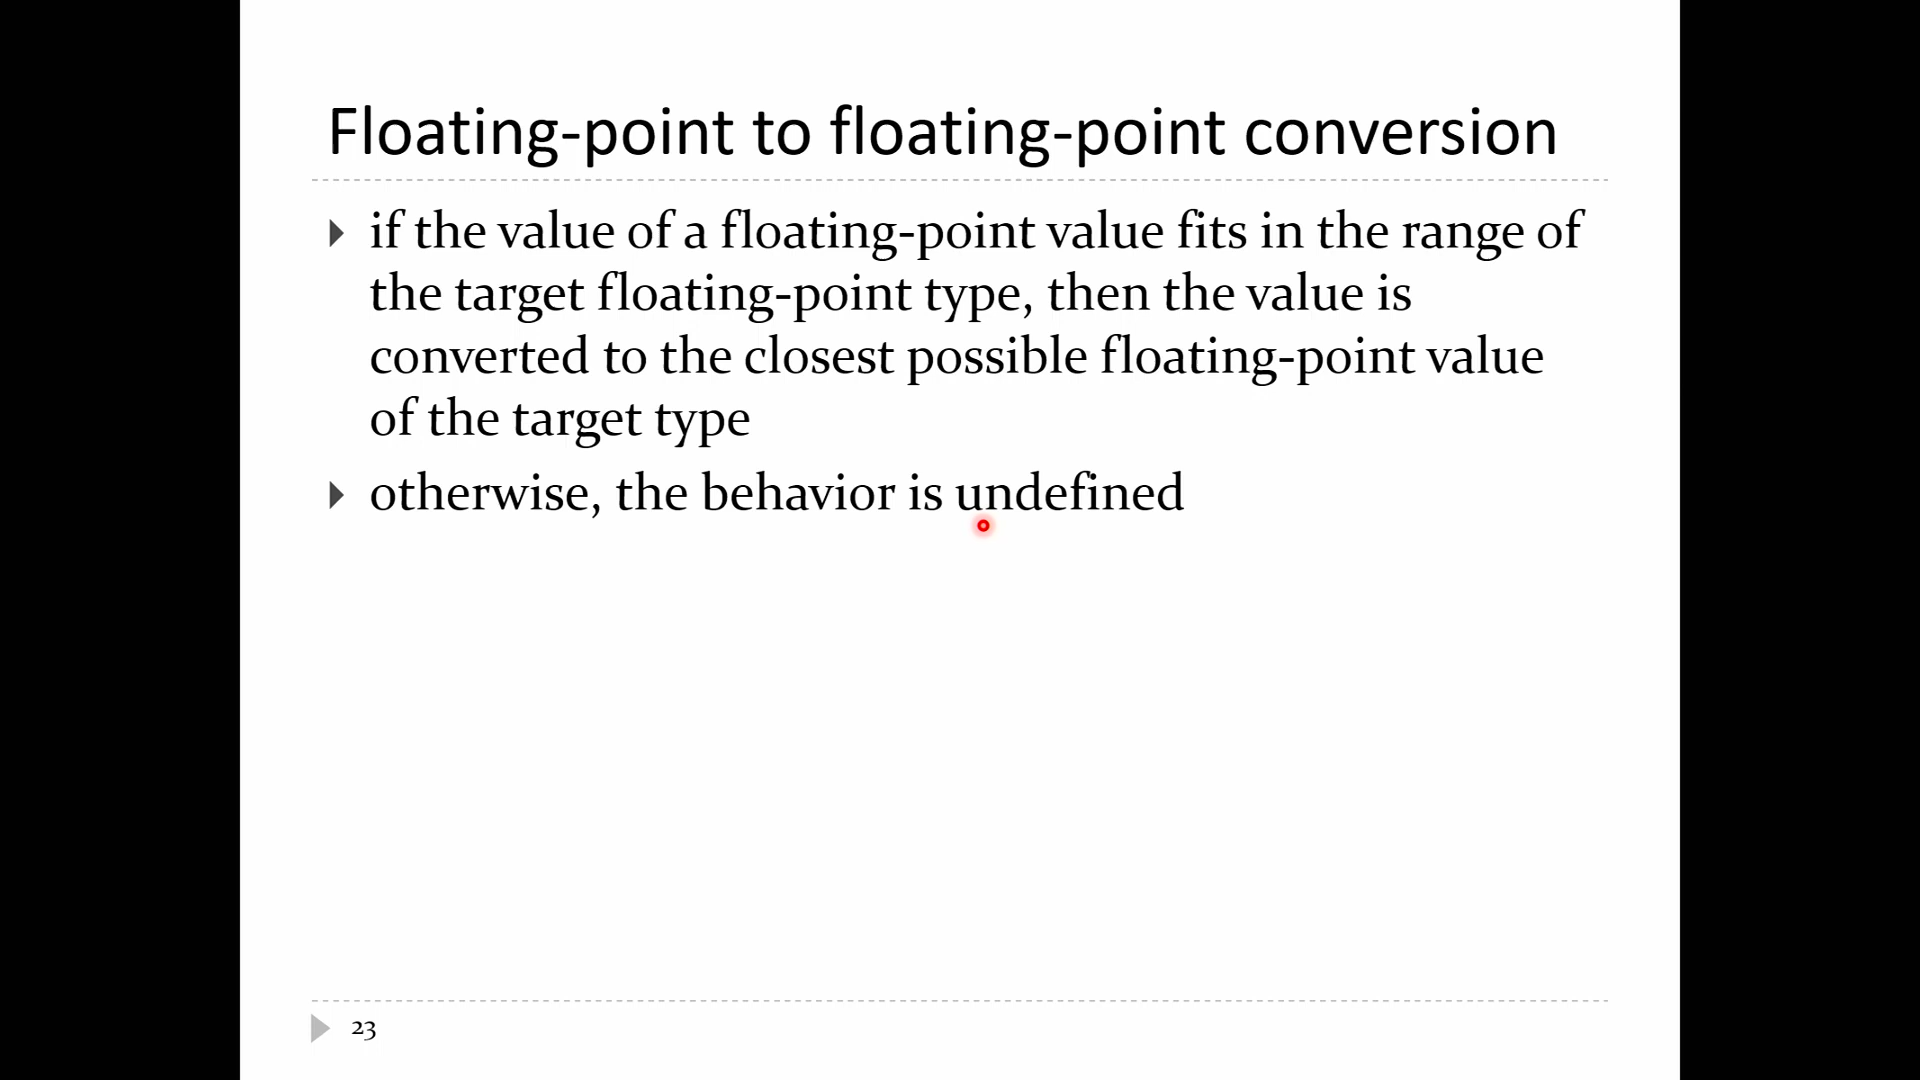 Floating-point to floating-point conversion
if the value of a floating-point value fits in the range of
the target floating-point type, then the value is
converted to the closest possible floating-point value
of the target type
otherwise, the behavior is undefined
23